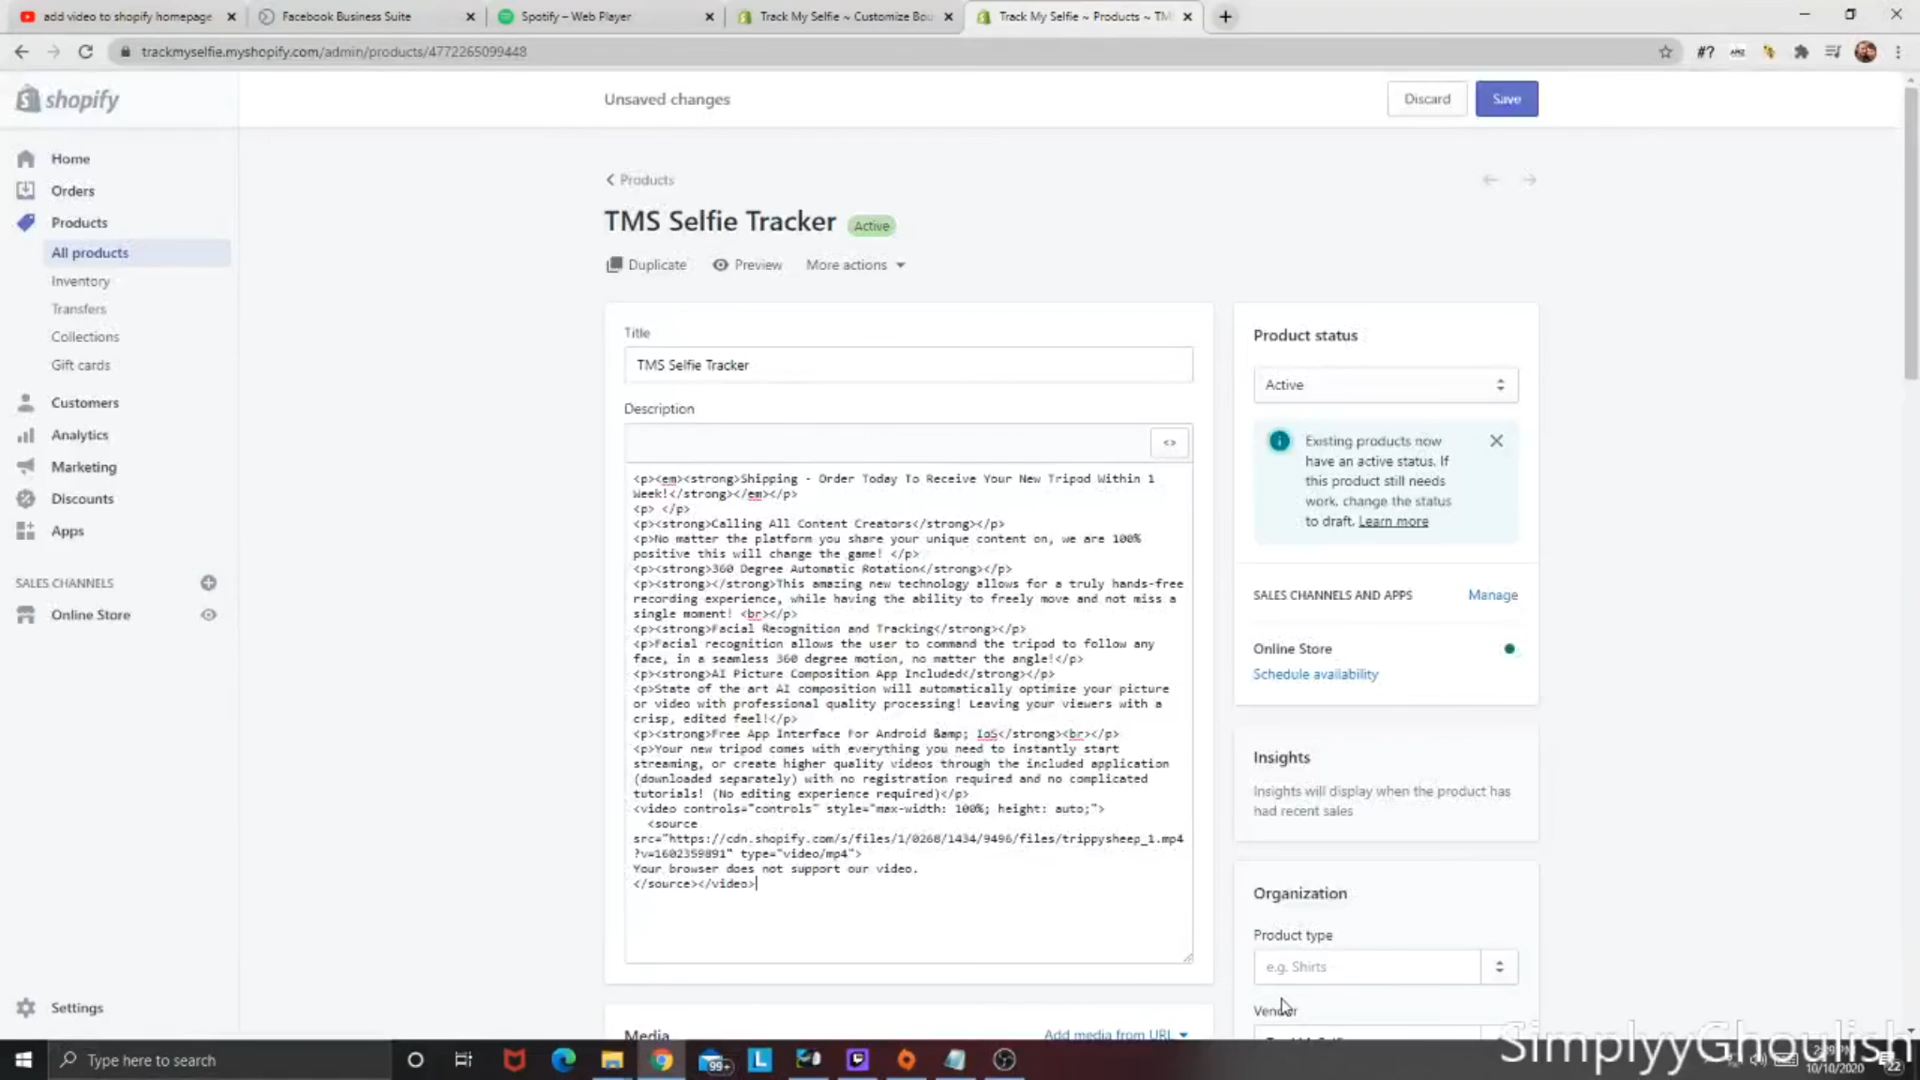 add video to shopify homepage
Facebook Business Suite
Spotify – Web Player
Track My Selfie ~ Customize Bou
Track My Selfie ~ Products ~ TM
trackmyselfie.myshopify.com/admin/products/4772265099448
#?
shopify
Unsaved changes
Discard
Save
Home
Orders
Products
All products
Inventory
Transfers
Collections
Gift cards
Customers
Analytics
Marketing
Discounts
Apps
SALES CHANNELS
Online Store
Settings
Products
TMS Selfie Tracker
Active
Duplicate
Preview
More actions
Title
TMS Selfie Tracker
Description
<>
<p><em><strong>Shipping - Order Today To Receive Your New Tripod Within 1
Week!</strong></em></p>
<p> </p>
<p><strong>Calling All Content Creators</strong></p>
<p>No matter the platform you share your unique content on, we are 100%
positive this will change the game! </p>
<p><strong>360 Degree Automatic Rotation</strong></p>
<p><strong></strong>This amazing new technology allows for a truly hands-free
recording experience, while having the ability to freely move and not miss a
single moment! <br></p>
<p><strong>Facial Recognition and Tracking</strong></p>
<p>Facial recognition allows the user to command the tripod to follow any
face, in a seamless 360 degree motion, no matter the angle!</p>
<p><strong>AI Picture Composition App Included</strong></p>
<p>State of the art AI composition will automatically optimize your picture
or video with professional quality processing! Leaving your viewers with a
crisp, edited feel!</p>
<p><strong>Free App Interface For Android &amp; IoS</strong><br></p>
<p>Your new tripod comes with everything you need to instantly start
streaming, or create higher quality videos through the included application
(downloaded separately) with no registration required and no complicated
tutorials! (No editing experience required)</p>
<video controls="controls" style="max-width: 100%; height: auto;">
<source
src="https://cdn.shopify.com/s/files/1/0268/1434/9496/files/trippysheep_1.mp4
?v=1602359891" type="video/mp4">
Your browser does not support our video.
</source></video>
Media
Add media from URL
Product status
Active
Existing products now
have an active status. If
this product still needs
work, change the status
to draft. Learn more
SALES CHANNELS AND APPS
Manage
Online Store
Schedule availability
Insights
Insights will display when the product has
had recent sales
Organization
Product type
e.g. Shirts
Vendor
SimplyyGhoulish
Type here to search
99+
10/10/2020
22